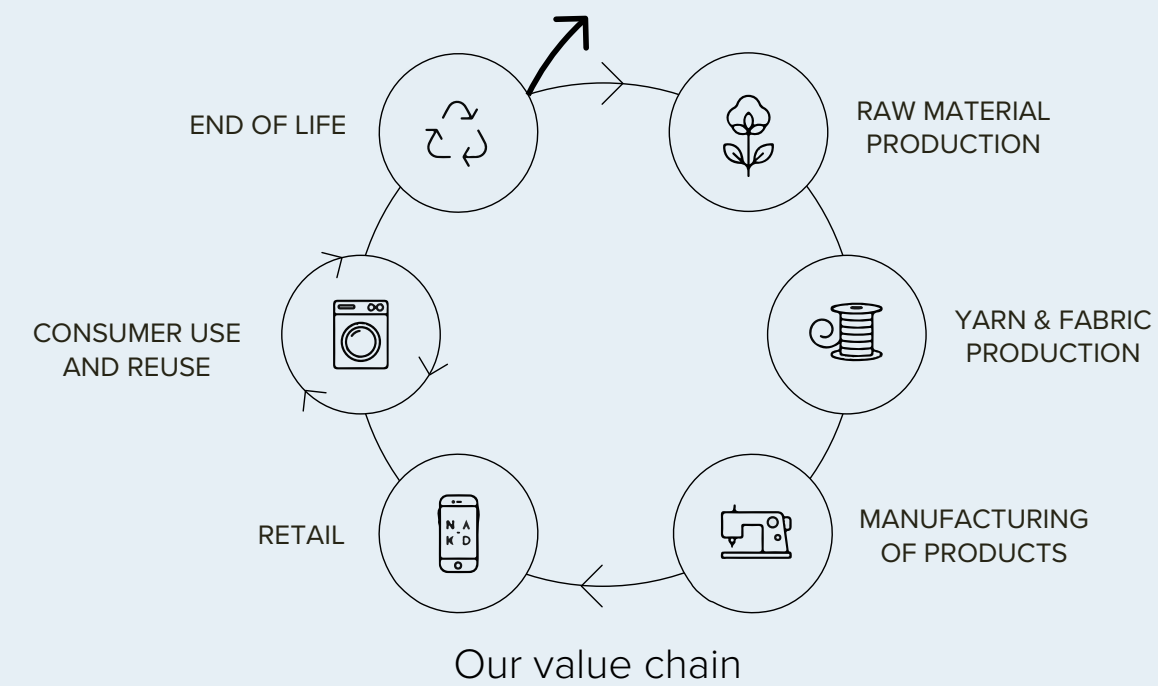 END OF LIFE
RAW MATERIAL
PRODUCTION
YARN & FABRIC
PRODUCTION
MANUFACTURING
OF PRODUCTS
RETAIL
N A
K D
CONSUMER USE
AND REUSE
Our value chain